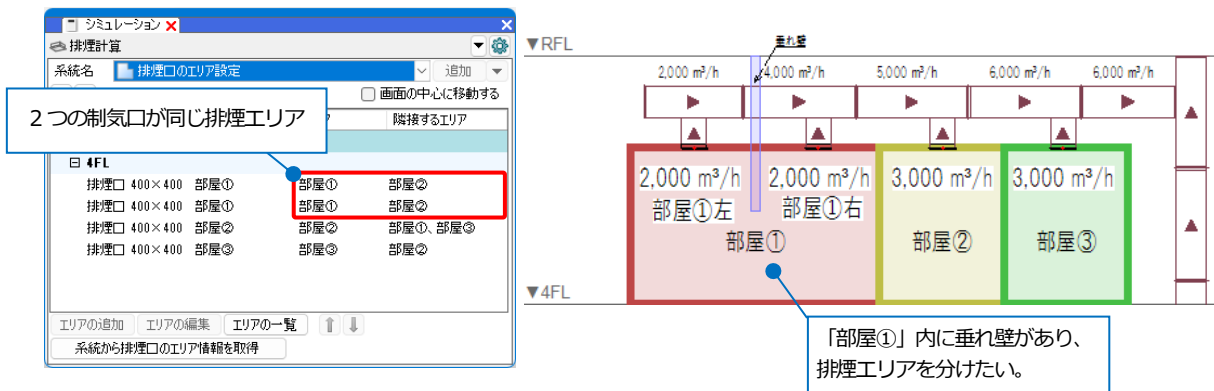 シミュレーション
排煙計算
系統名 排煙口のエリア設定 追加
画面の中心に移動する
2つの制気口が同じ排煙エリア
隣接するエリア
4FL
排煙口 400×400 部屋① 部屋① 部屋②
排煙口 400×400 部屋① 部屋① 部屋②
排煙口 400×400 部屋② 部屋② 部屋①、部屋③
排煙口 400×400 部屋③ 部屋③ 部屋②
エリアの追加 エリアの編集 エリアの一覧
系統から排煙口のエリア情報を取得
▼RFL
垂れ壁
2,000 m³/h 4,000 m³/h 5,000 m³/h 6,000 m³/h 6,000 m³/h
2,000 m³/h 2,000 m³/h 3,000 m³/h 3,000 m³/h
部屋①左 部屋①右
部屋① 部屋② 部屋③
▼4FL
「部屋①」内に垂れ壁があり、
排煙エリアを分けたい。